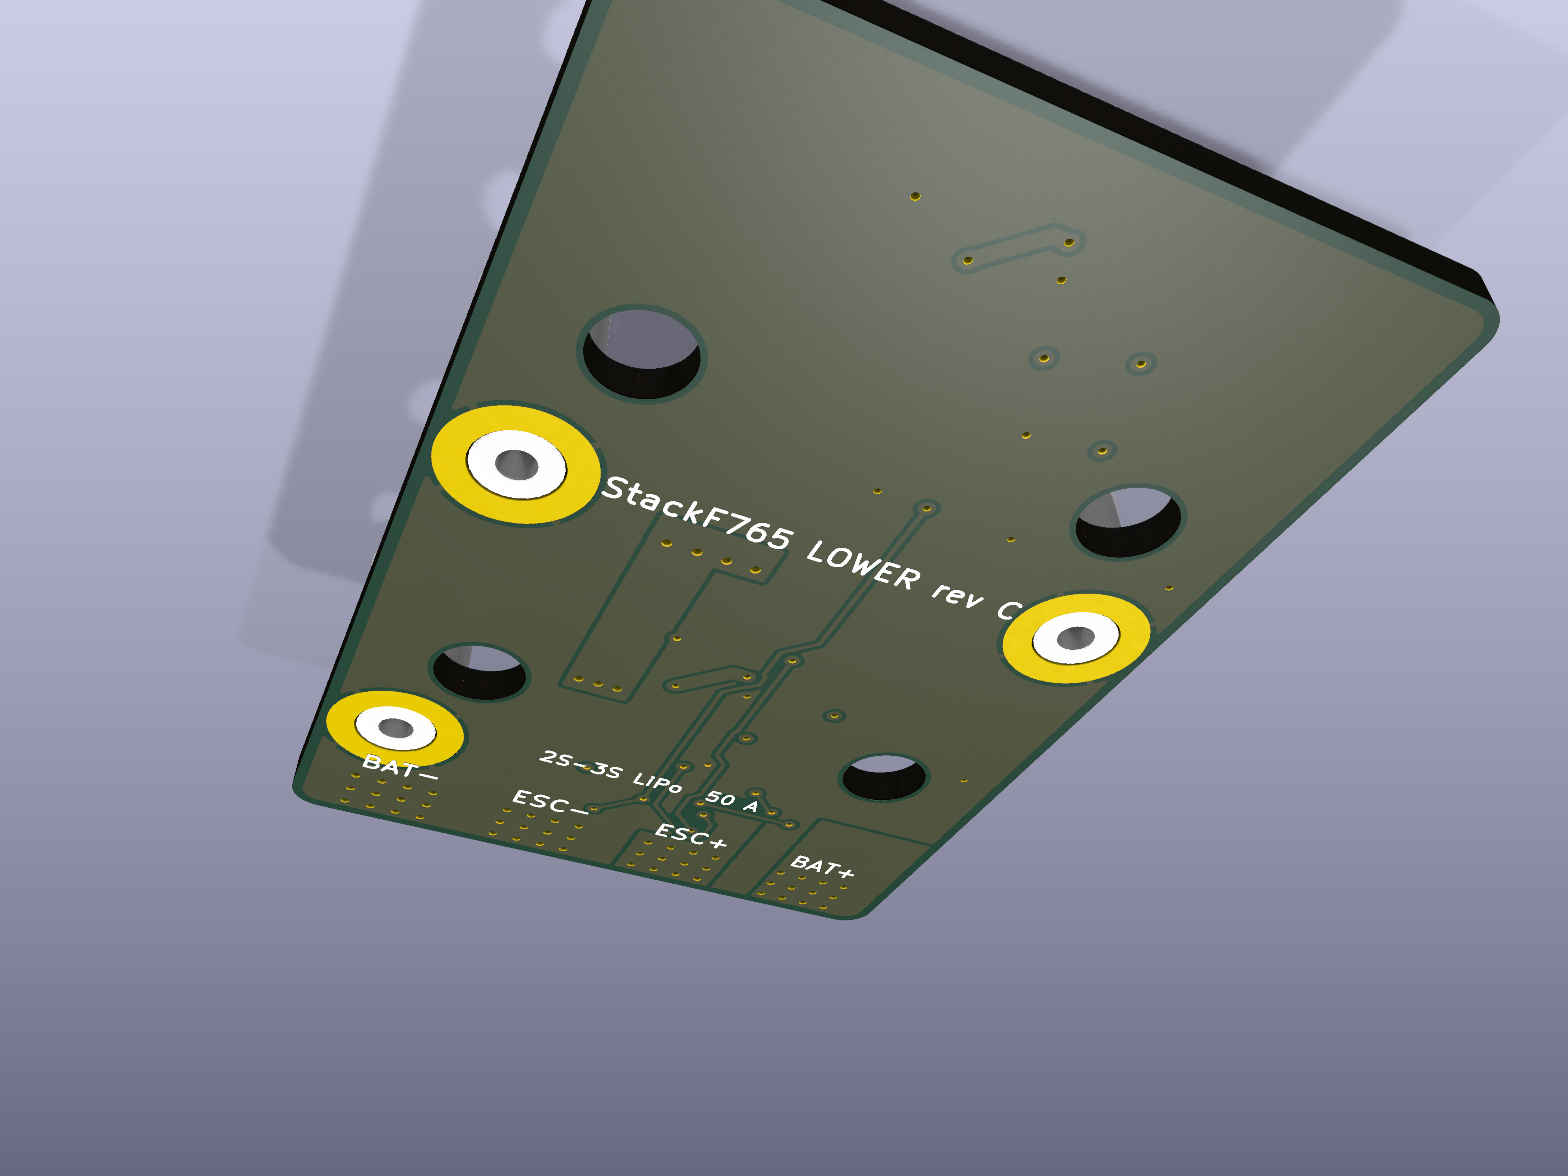 StackF765 LOWER rev C
2S-3S LiPo 50 A
BAT-
ESC-
ESC+
BAT+